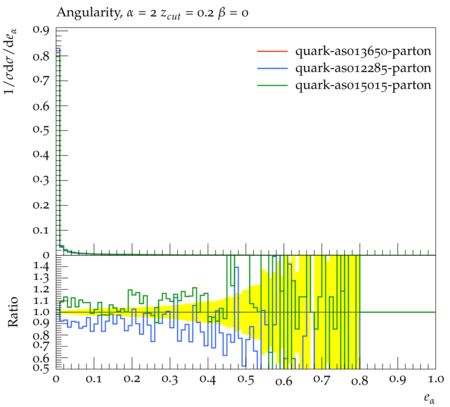 Angularity, α = 2 z_cut = 0.2 β = 0
1/σdσ/de_α
quark-as013650-parton
quark-as012285-parton
quark-as015015-parton
0.9
0.8
0.7
0.6
0.5
0.4
0.3
0.2
0.1
0
Ratio
1.4
1.3
1.2
1.1
1.0
0.9
0.8
0.7
0.6
0.5
0 0.1 0.2 0.3 0.4 0.5 0.6 0.7 0.8 0.9 1.0
e_α